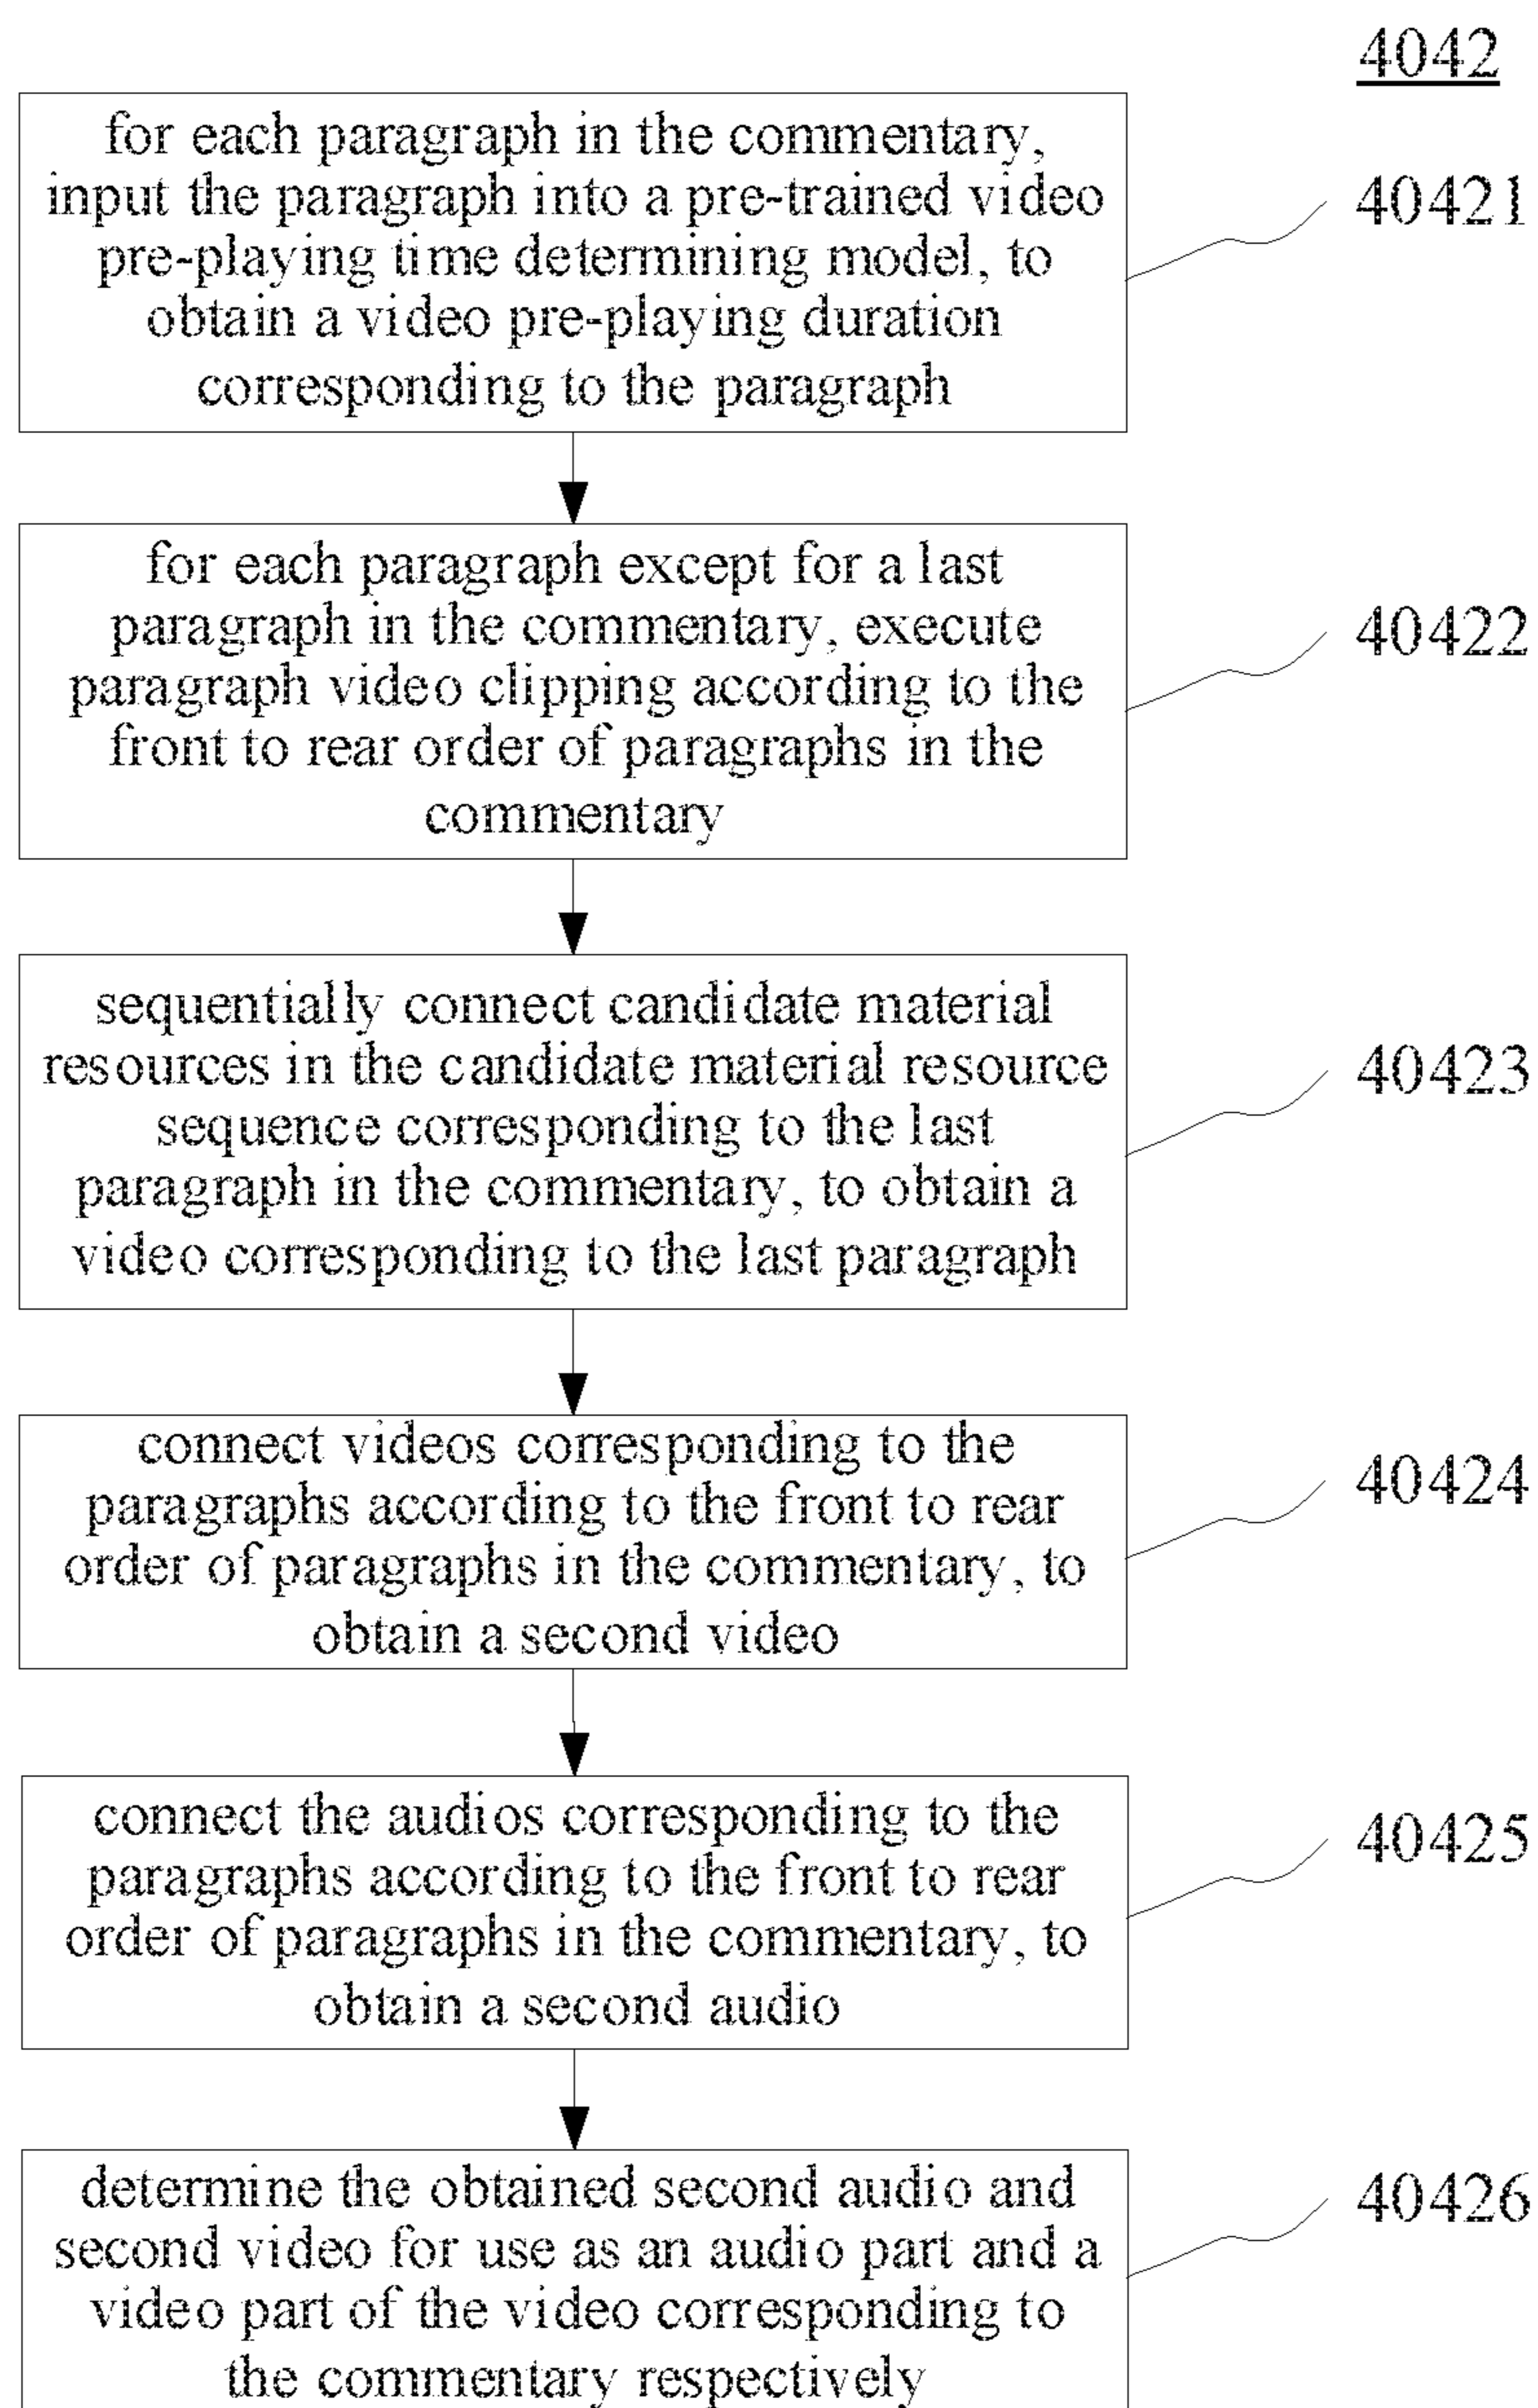 4042
for each paragraph in the commentary,
input the paragraph into a pre-trained video
pre-playing time determining model, to
obtain a video pre-playing duration
corresponding to the paragraph
40421
for each paragraph except for a last
paragraph in the commentary, execute
paragraph video clipping according to the
front to rear order of paragraphs in the
commentary
40422
sequentially connect candidate material
resources in the candidate material resource
sequence corresponding to the last
paragraph in the commentary, to obtain a
video corresponding to the last paragraph
40423
connect videos corresponding to the
paragraphs according to the front to rear
order of paragraphs in the commentary, to
obtain a second video
40424
connect the audios corresponding to the
paragraphs according to the front to rear
order of paragraphs in the commentary, to
obtain a second audio
40425
determine the obtained second audio and
second video for use as an audio part and a
video part of the video corresponding to
the commentary respectively
40426